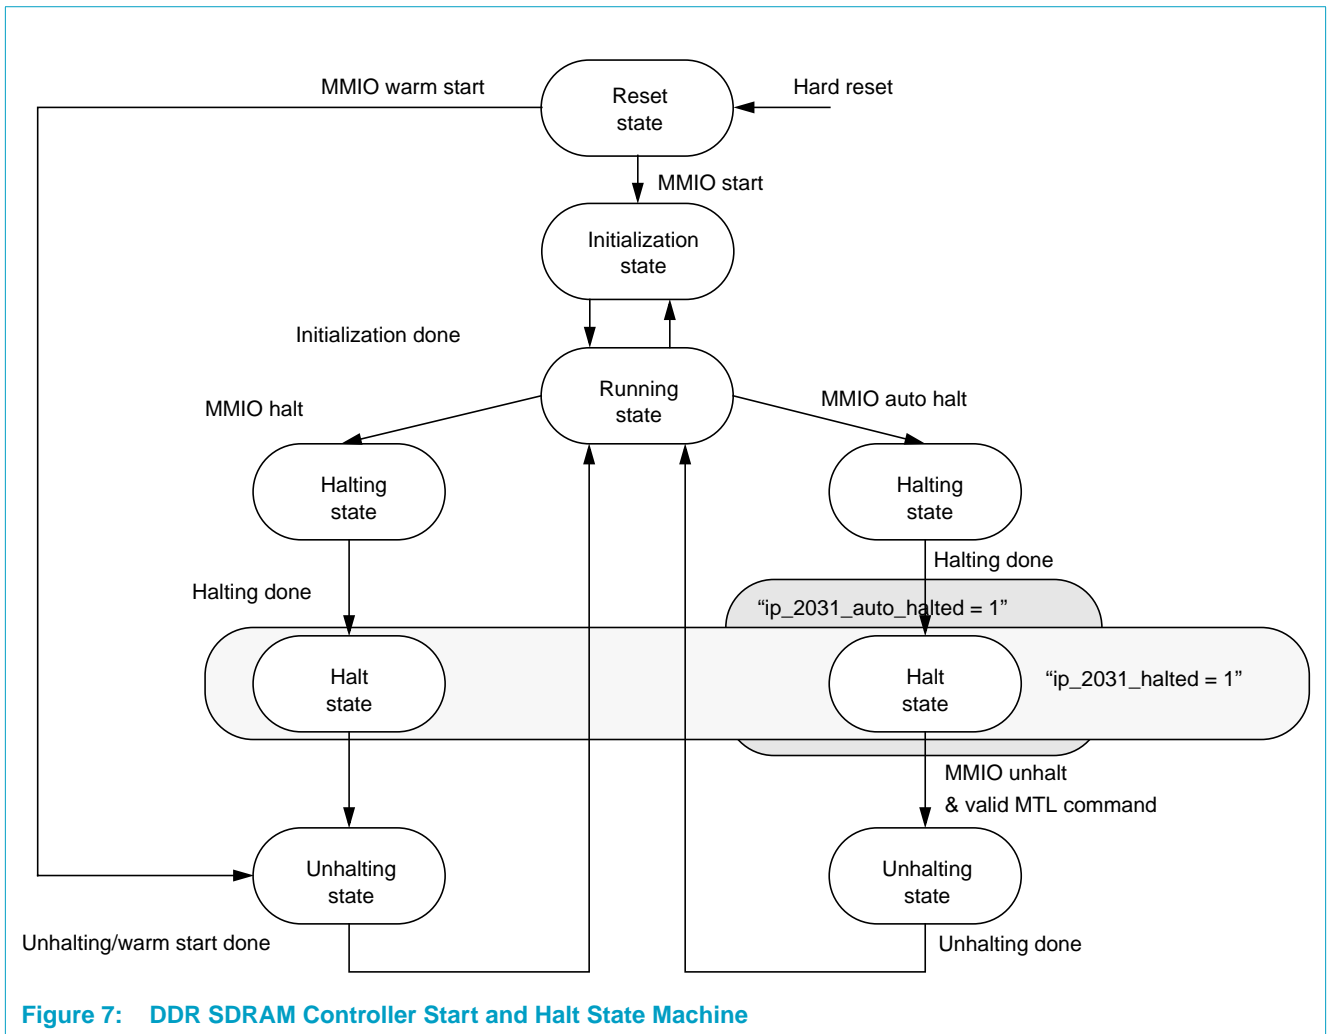 MMIO warm start
Reset
state
Hard reset
MMIO start
Initialization
state
Initialization done
Running
state
MMIO halt
MMIO auto halt
Halting
state
Halting
state
Halting done
Halting done
“ip_2031_auto_halted = 1”
Halt
state
Halt
state
“ip_2031_halted = 1”
MMIO unhalt
& valid MTL command
Unhalting
state
Unhalting
state
Unhalting/warm start done
Unhalting done
Figure 7: DDR SDRAM Controller Start and Halt State Machine